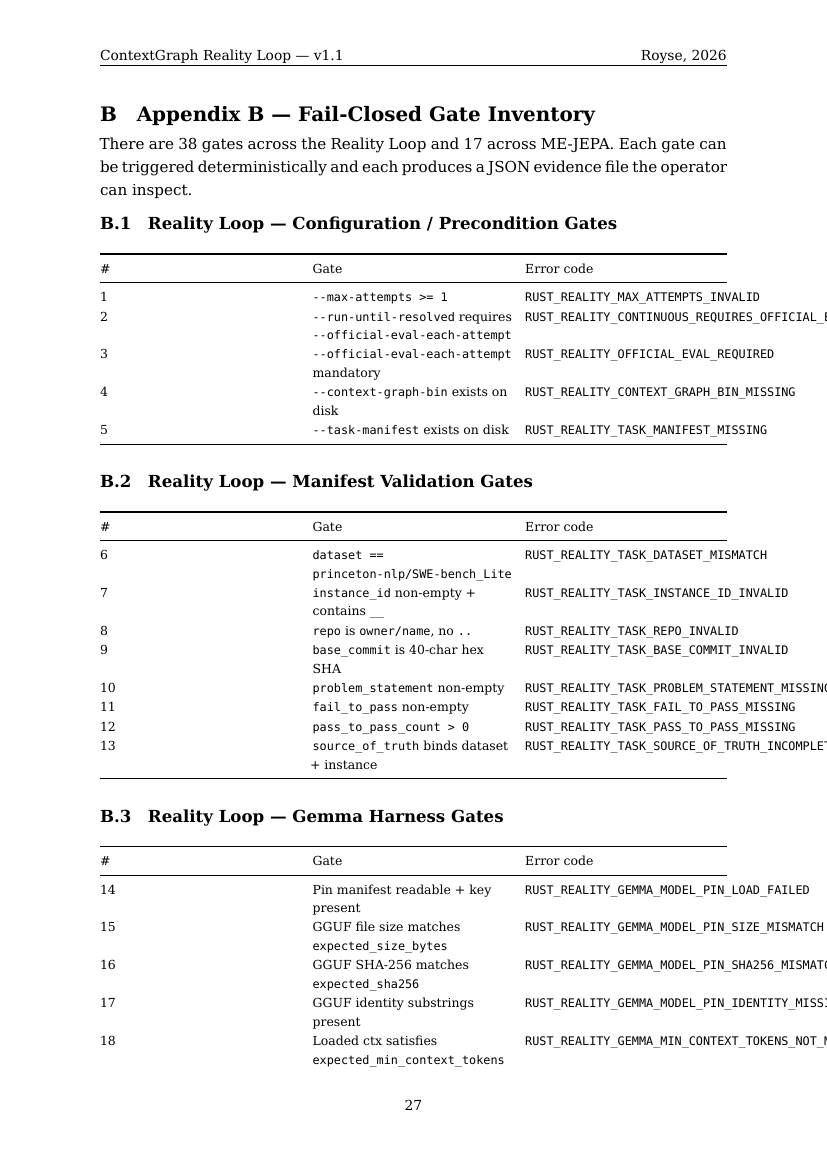 ContextGraph Reality Loop — v1.1 Royse, 2026
B Appendix B — Fail-Closed Gate Inventory
There are 38 gates across the Reality Loop and 17 across ME-JEPA. Each gate can
be triggered deterministically and each produces a JSON evidence file the operator
can inspect.
B.1 Reality Loop — Configuration / Precondition Gates
# Gate Error code
1 --max-attempts >= 1 RUST_REALITY_MAX_ATTEMPTS_INVALID
2 --run-until-resolved requires RUST_REALITY_CONTINUOUS_REQUIRES_OFFICIAL_
--official-eval-each-attempt
3 --official-eval-each-attempt RUST_REALITY_OFFICIAL_EVAL_REQUIRED
mandatory
4 --context-graph-bin exists on RUST_REALITY_CONTEXT_GRAPH_BIN_MISSING
disk
5 --task-manifest exists on disk RUST_REALITY_TASK_MANIFEST_MISSING
B.2 Reality Loop — Manifest Validation Gates
# Gate Error code
6 dataset == RUST_REALITY_TASK_DATASET_MISMATCH
princeton-nlp/SWE-bench_Lite
7 instance_id non-empty + RUST_REALITY_TASK_INSTANCE_ID_INVALID
contains __
8 repo is owner/name, no .. RUST_REALITY_TASK_REPO_INVALID
9 base_commit is 40-char hex RUST_REALITY_TASK_BASE_COMMIT_INVALID
SHA
10 problem_statement non-empty RUST_REALITY_TASK_PROBLEM_STATEMENT_MISSING
11 fail_to_pass non-empty RUST_REALITY_TASK_FAIL_TO_PASS_MISSING
12 pass_to_pass_count > 0 RUST_REALITY_TASK_PASS_TO_PASS_MISSING
13 source_of_truth binds dataset RUST_REALITY_TASK_SOURCE_OF_TRUTH_INCOMPLET
+ instance
B.3 Reality Loop — Gemma Harness Gates
# Gate Error code
14 Pin manifest readable + key RUST_REALITY_GEMMA_MODEL_PIN_LOAD_FAILED
present
15 GGUF file size matches RUST_REALITY_GEMMA_MODEL_PIN_SIZE_MISMATCH
expected_size_bytes
16 GGUF SHA-256 matches RUST_REALITY_GEMMA_MODEL_PIN_SHA256_MISMATC
expected_sha256
17 GGUF identity substrings RUST_REALITY_GEMMA_MODEL_PIN_IDENTITY_MISS
present
18 Loaded ctx satisfies RUST_REALITY_GEMMA_MIN_CONTEXT_TOKENS_NOT_
expected_min_context_tokens
27